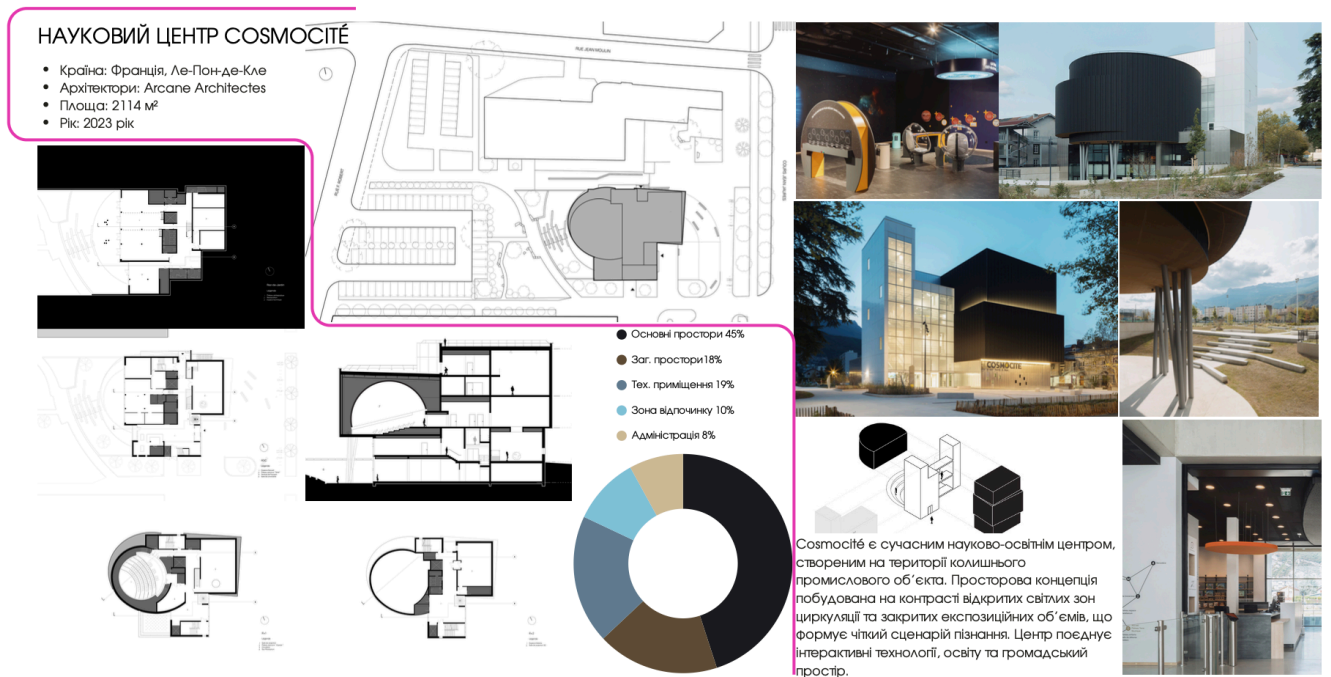 НАУКОВИЙ ЦЕНТР COSMOCITÉ
• Країна: Франція, Ле-Пон-де-Кле
• Архітектори: Arcane Architectes
• Площа: 2114 м²
• Рік: 2023 рік
RUE JEAN MOULIN
Основні простори 45%
Заг. простори18%
Тех. приміщення 19%
Зона відпочинку 10%
Адміністрація 8%
COSMOCITÉ
Cosmocité є сучасним науково-освітнім центром,
створеним на території колишнього
промислового об’єкта. Просторова концепція
побудована на контрасті відкритих світлих зон
циркуляції та закритих експозиційних об’ємів, що
формує чіткий сценарій пізнання. Центр поєднує
інтерактивні технології, освіту та громадський
простір.